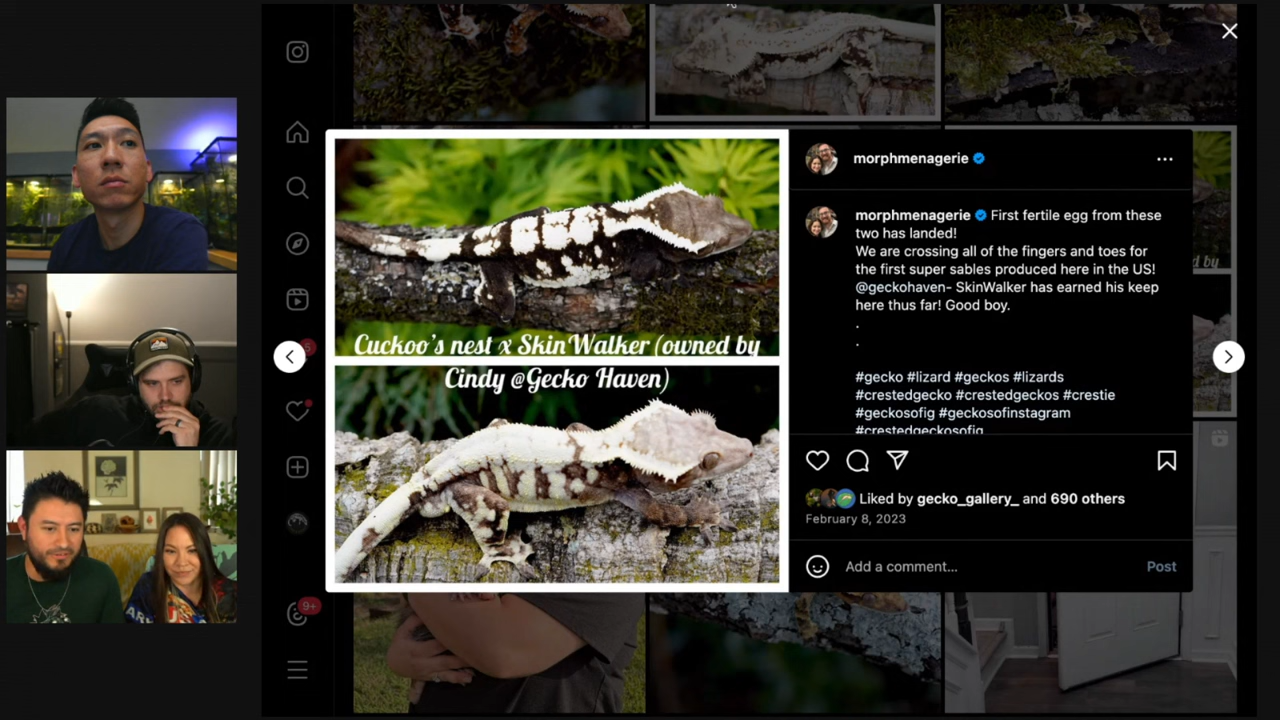 morphmenagerie
morphmenagerie First fertile egg from these
two has landed!
We are crossing all of the fingers and toes for
the first super sables produced here in the US!
@geckohaven- SkinWalker has earned his keep
here thus far! Good boy.
.
.
#gecko #lizard #geckos #lizards
#crestedgecko #crestedgeckos #crestie
#geckosofig #geckosofinstagram
#crestedgeckosofig
Cuckoo's nest x SkinWalker (owned by
Cindy @Gecko Haven)
Liked by gecko_gallery_ and 690 others
February 8, 2023
Add a comment...
Post
9+
d by